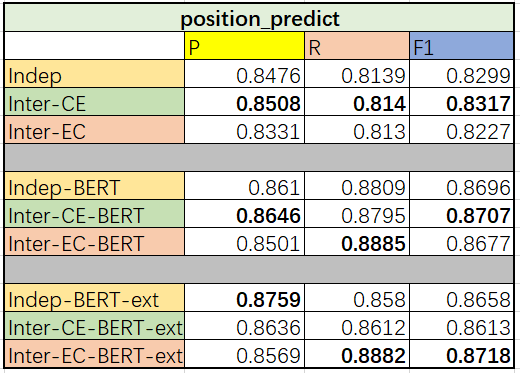 position_predict
P R F1
Indep 0.8476 0.8139 0.8299
Inter-CE 0.8508 0.814 0.8317
Inter-EC 0.8331 0.813 0.8227
Indep-BERT 0.861 0.8809 0.8696
Inter-CE-BERT 0.8646 0.8795 0.8707
Inter-EC-BERT 0.8501 0.8885 0.8677
Indep-BERT-ext 0.8759 0.858 0.8658
Inter-CE-BERT-ext 0.8636 0.8612 0.8613
Inter-EC-BERT-ext 0.8569 0.8882 0.8718